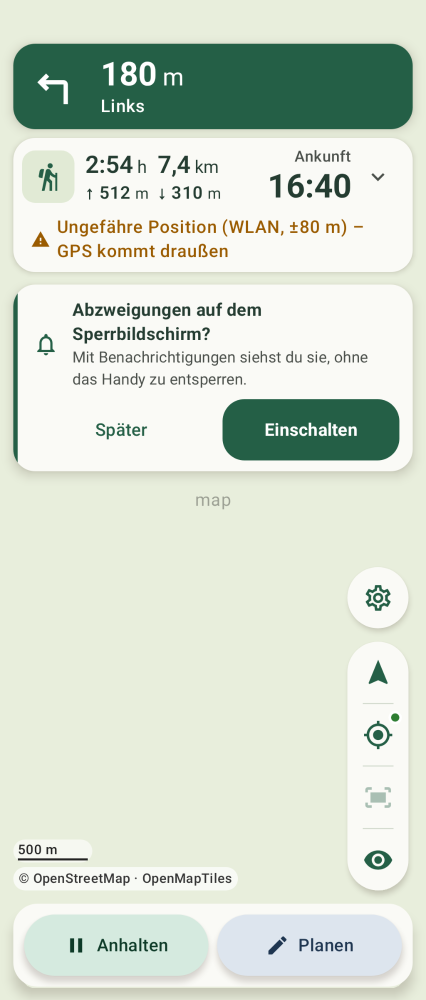 180 m
Links
2:54 h 7,4 km
↑ 512 m ↓ 310 m
Ankunft
16:40
Ungefähre Position (WLAN, ±80 m) –
GPS kommt draußen
Abzweigungen auf dem
Sperrbildschirm?
Mit Benachrichtigungen siehst du sie, ohne
das Handy zu entsperren.
Später
Einschalten
map
500 m
© OpenStreetMap · OpenMapTiles
Anhalten
Planen